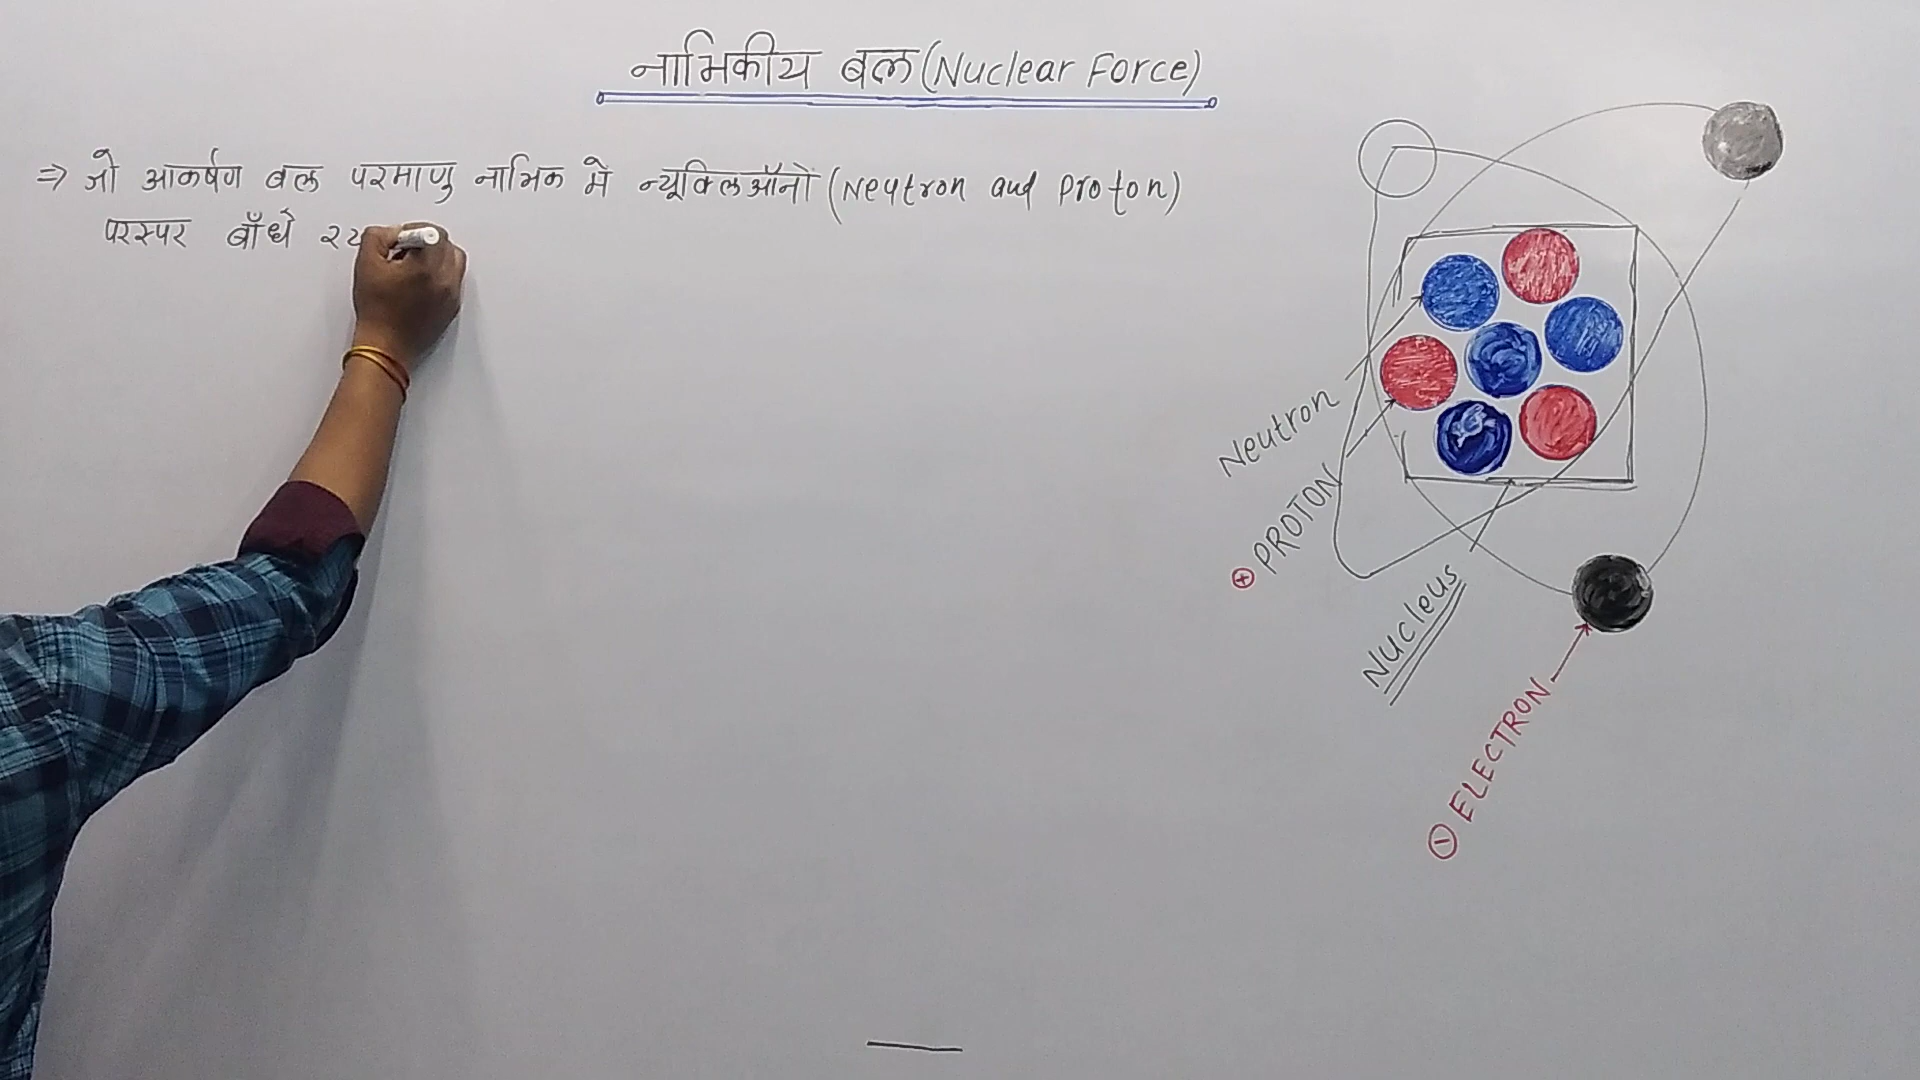 नाभिकीय बल (Nuclear Force)
⇒ जो आकर्षण बल परमाणु नाभिक मे न्यूक्लिऑनों (Neutron and Proton)
परस्पर बाँधे
Neutron
⊕ PROTON
Nucleus
⊖ ELECTRON